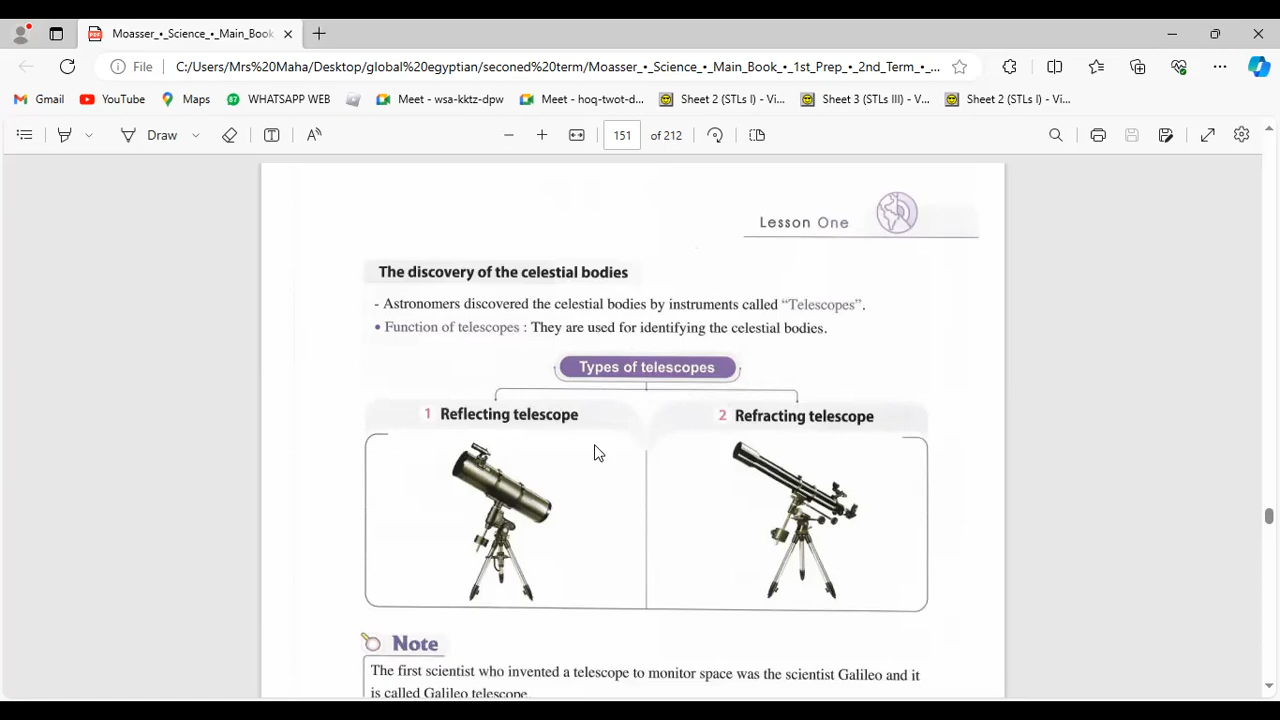 Moasser_•_Science_•_Main_Book
File
C:/Users/Mrs%20Maha/Desktop/global%20egyptian/seconed%20term/Moasser_•_Science_•_Main_Book_•_1st_Prep_•_2nd_Term_•_...
Gmail YouTube Maps WHATSAPP WEB Meet - wsa-kktz-dpw Meet - hoq-twot-d... Sheet 2 (STLs I) - Vi... Sheet 3 (STLs III) - V... Sheet 2 (STLs I) - Vi...
Draw 151 of 212
Lesson One
The discovery of the celestial bodies
- Astronomers discovered the celestial bodies by instruments called “Telescopes”.
• Function of telescopes : They are used for identifying the celestial bodies.
Types of telescopes
1 Reflecting telescope
2 Refracting telescope
Note
The first scientist who invented a telescope to monitor space was the scientist Galileo and it
is called Galileo telescope.